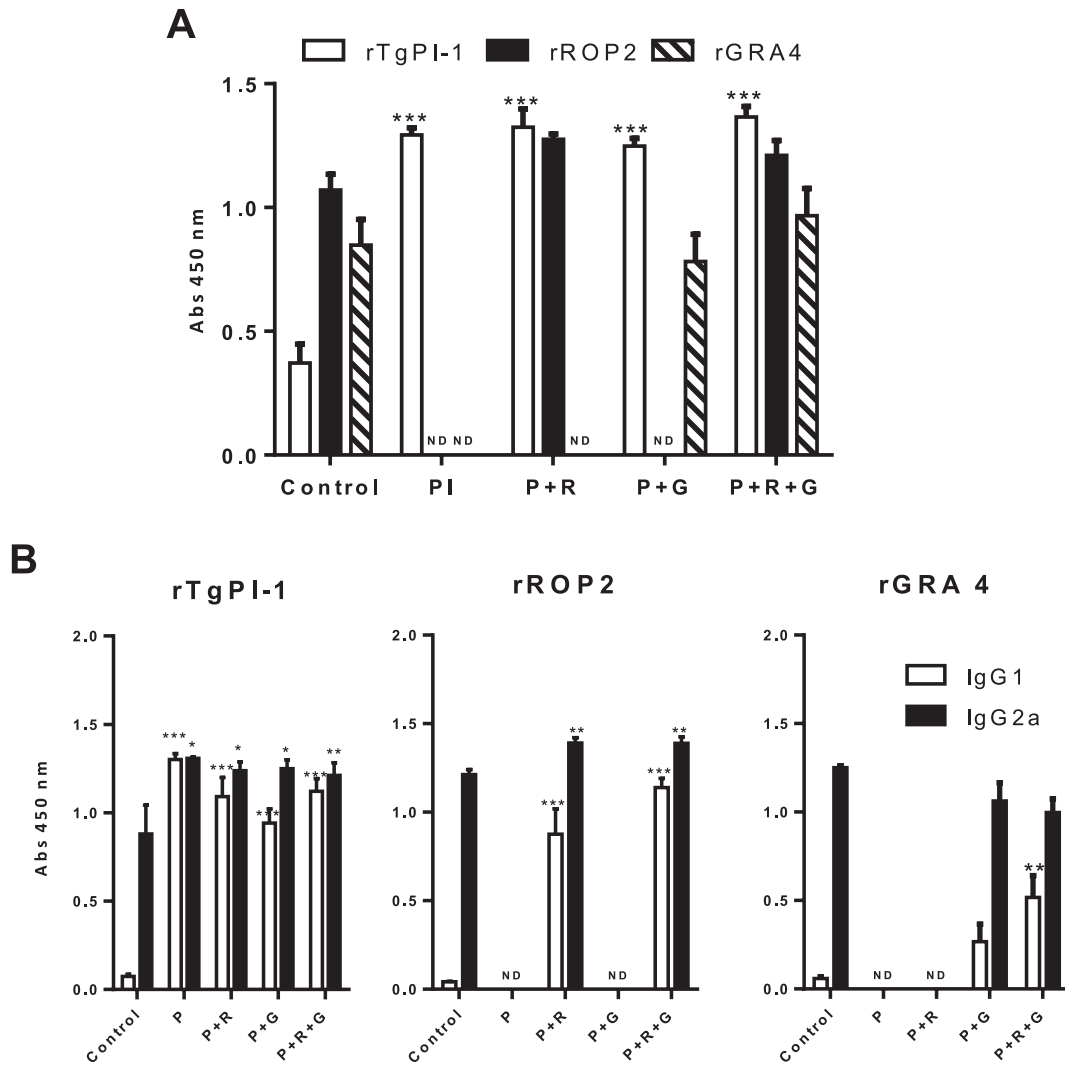 A
rTgPI-1 rROP2 rGRA4
1.5
1.0
0.5
0.0
Abs 450 nm
*** *** *** ***
ND ND ND ND
Control PI P+R P+G P+R+G
B
rTgPI-1
2.0
1.5
1.0
0.5
0.0
Abs 450 nm
*** * *** * *** * *** **
Control P P+R P+G P+R+G
rROP2
2.0
1.5
1.0
0.5
0.0
*** ** *** **
ND ND
Control P P+R P+G P+R+G
rGRA 4
IgG1
IgG2a
2.0
1.5
1.0
0.5
0.0
**
ND ND
Control P P+R P+G P+R+G